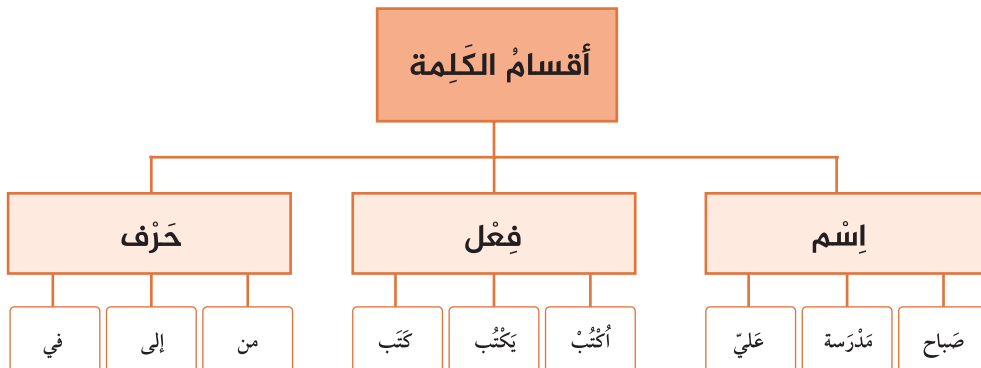 أقسامُ الكَلِمة
اِسْم
فِعْل
حَرْف
صَباح
مَدْرَسة
عَليّ
اُكْتُبْ
يَكْتُب
كَتَب
من
إلى
في